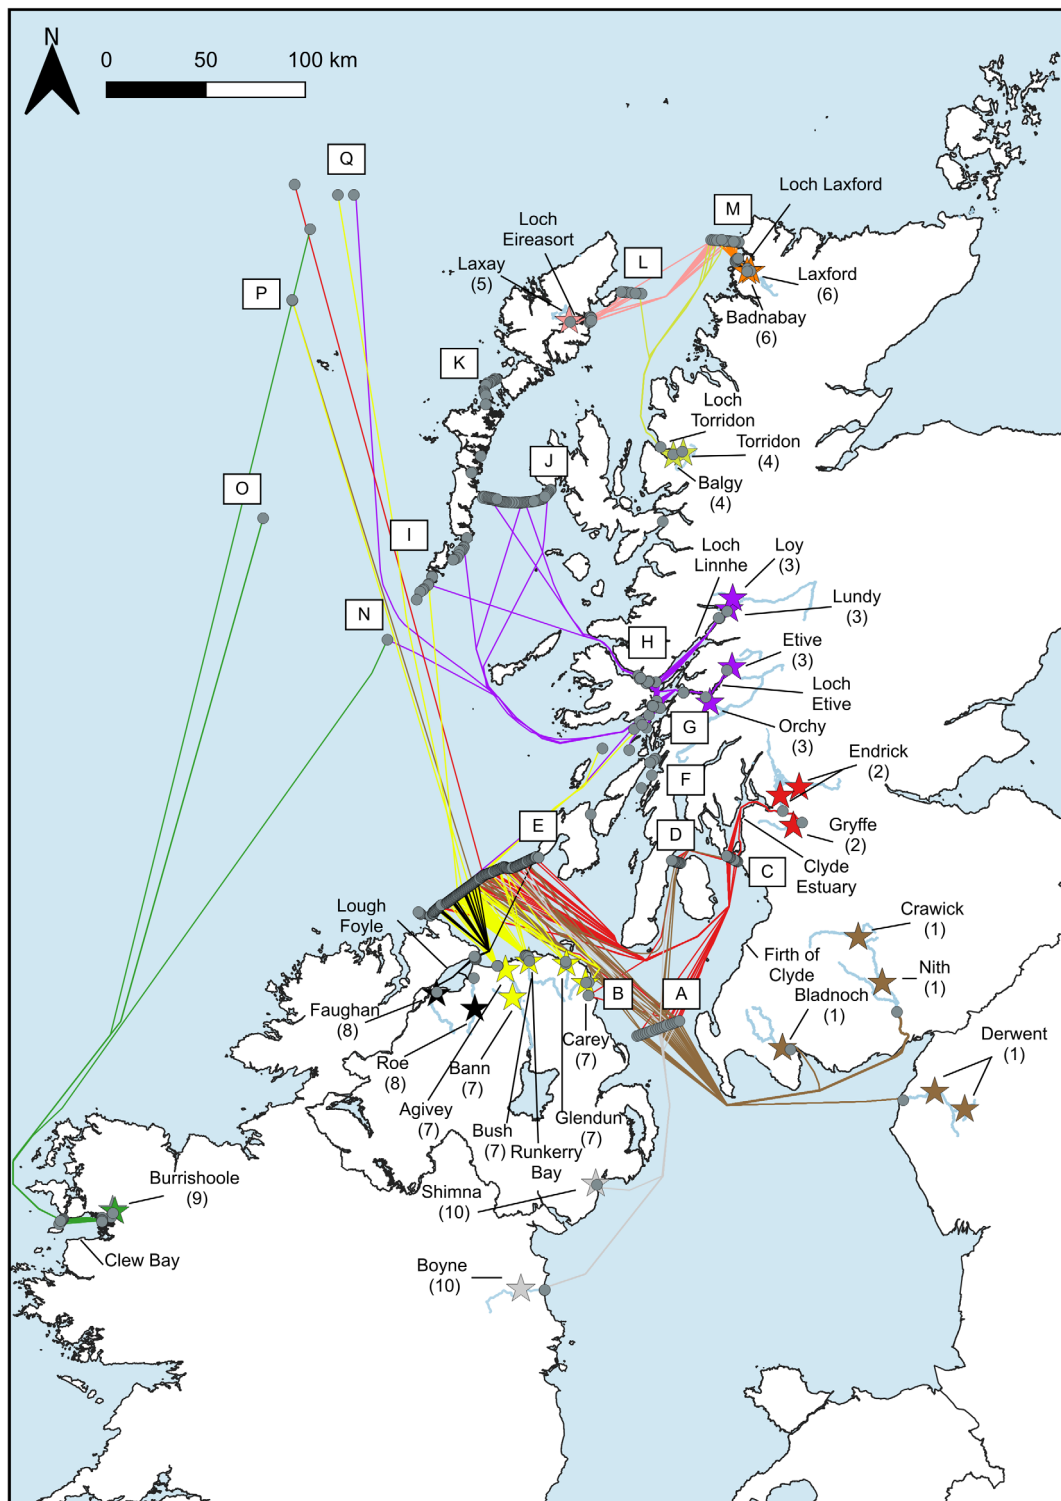 N
0 50 100 km
Q
Loch Laxford
M
Loch
Eireasort
L
Laxay
(5)
Laxford
(6)
P
Badnabay
(6)
K
Loch
Torridon
Torridon
(4)
J
Balgy
(4)
O
I
Loch
Linnhe
Loy
(3)
Lundy
(3)
N
Etive
(3)
H
Loch
Etive
Orchy
(3)
G
Endrick
(2)
F
E
Gryffe
(2)
D
Clyde
Estuary
C
Lough
Foyle
Crawick
(1)
Firth of
Clyde
Nith
(1)
B
A
Bladnoch
(1)
Faughan
(8)
Carey
(7)
Derwent
(1)
Roe
(8)
Bann
(7)
Agivey
(7)
Glendun
(7)
Bush
(7)
Runkerry
Bay
Burrishoole
(9)
Shimna
(10)
Clew Bay
Boyne
(10)